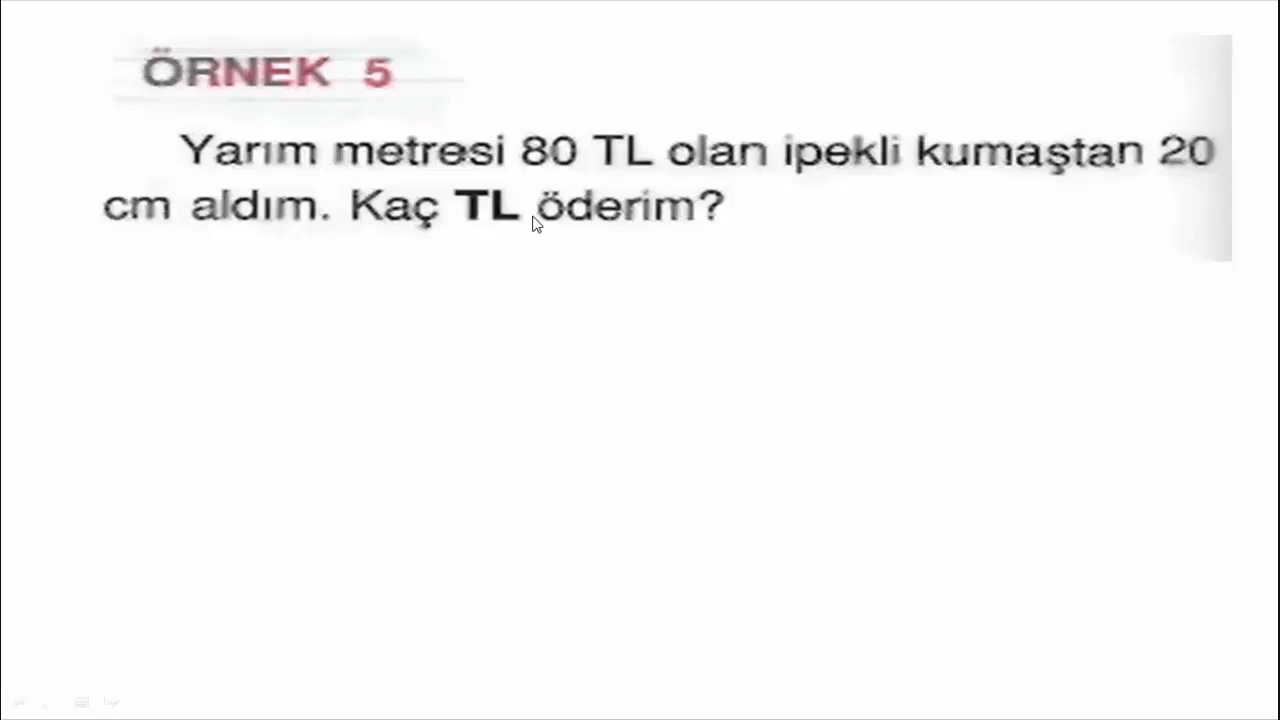 ÖRNEK 5
Yarım metresi 80 TL olan ipekli kumaştan 20
cm aldım. Kaç TL öderim?